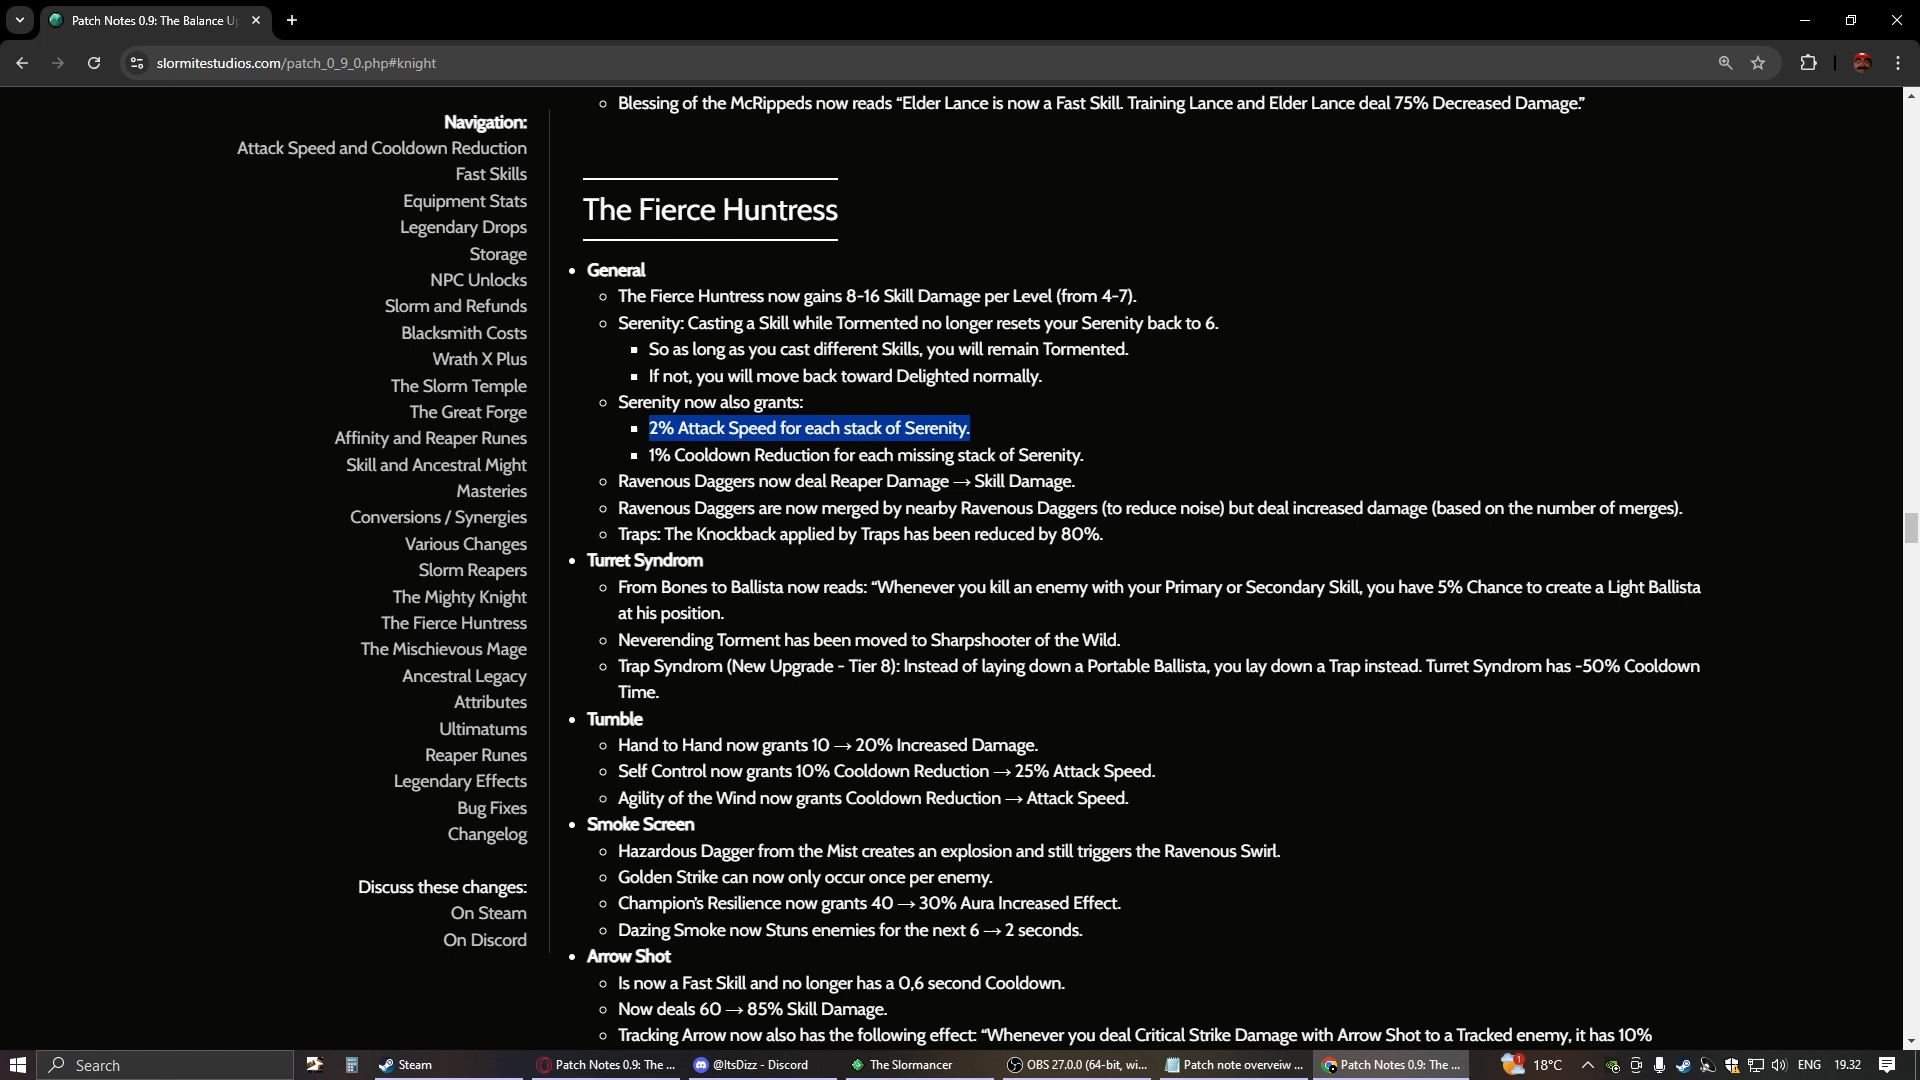 Patch Notes 0.9: The Balance U
slormitestudios.com/patch_0_9_0.php#knight
Navigation:
Attack Speed and Cooldown Reduction
Fast Skills
Equipment Stats
Legendary Drops
Storage
NPC Unlocks
Slorm and Refunds
Blacksmith Costs
Wrath X Plus
The Slorm Temple
The Great Forge
Affinity and Reaper Runes
Skill and Ancestral Might
Masteries
Conversions / Synergies
Various Changes
Slorm Reapers
The Mighty Knight
The Fierce Huntress
The Mischievous Mage
Ancestral Legacy
Attributes
Ultimatums
Reaper Runes
Legendary Effects
Bug Fixes
Changelog
Discuss these changes:
On Steam
On Discord
Blessing of the McRippeds now reads “Elder Lance is now a Fast Skill. Training Lance and Elder Lance deal 75% Decreased Damage.”
The Fierce Huntress
General
The Fierce Huntress now gains 8-16 Skill Damage per Level (from 4-7).
Serenity: Casting a Skill while Tormented no longer resets your Serenity back to 6.
So as long as you cast different Skills, you will remain Tormented.
If not, you will move back toward Delighted normally.
Serenity now also grants:
2% Attack Speed for each stack of Serenity.
1% Cooldown Reduction for each missing stack of Serenity.
Ravenous Daggers now deal Reaper Damage → Skill Damage.
Ravenous Daggers are now merged by nearby Ravenous Daggers (to reduce noise) but deal increased damage (based on the number of merges).
Traps: The Knockback applied by Traps has been reduced by 80%.
Turret Syndrom
From Bones to Ballista now reads: “Whenever you kill an enemy with your Primary or Secondary Skill, you have 5% Chance to create a Light Ballista
at his position.
Neverending Torment has been moved to Sharpshooter of the Wild.
Trap Syndrom (New Upgrade - Tier 8): Instead of laying down a Portable Ballista, you lay down a Trap instead. Turret Syndrom has -50% Cooldown
Time.
Tumble
Hand to Hand now grants 10 → 20% Increased Damage.
Self Control now grants 10% Cooldown Reduction → 25% Attack Speed.
Agility of the Wind now grants Cooldown Reduction → Attack Speed.
Smoke Screen
Hazardous Dagger from the Mist creates an explosion and still triggers the Ravenous Swirl.
Golden Strike can now only occur once per enemy.
Champion's Resilience now grants 40 → 30% Aura Increased Effect.
Dazing Smoke now Stuns enemies for the next 6 → 2 seconds.
Arrow Shot
Is now a Fast Skill and no longer has a 0,6 second Cooldown.
Now deals 60 → 85% Skill Damage.
Tracking Arrow now also has the following effect: “Whenever you deal Critical Strike Damage with Arrow Shot to a Tracked enemy, it has 10%
Search
Steam
Patch Notes 0.9: The ...
@ItsDizz - Discord
The Slormancer
OBS 27.0.0 (64-bit, wi...
Patch note overveiw ...
Patch Notes 0.9: The ...
1
18°C
ENG
19.32